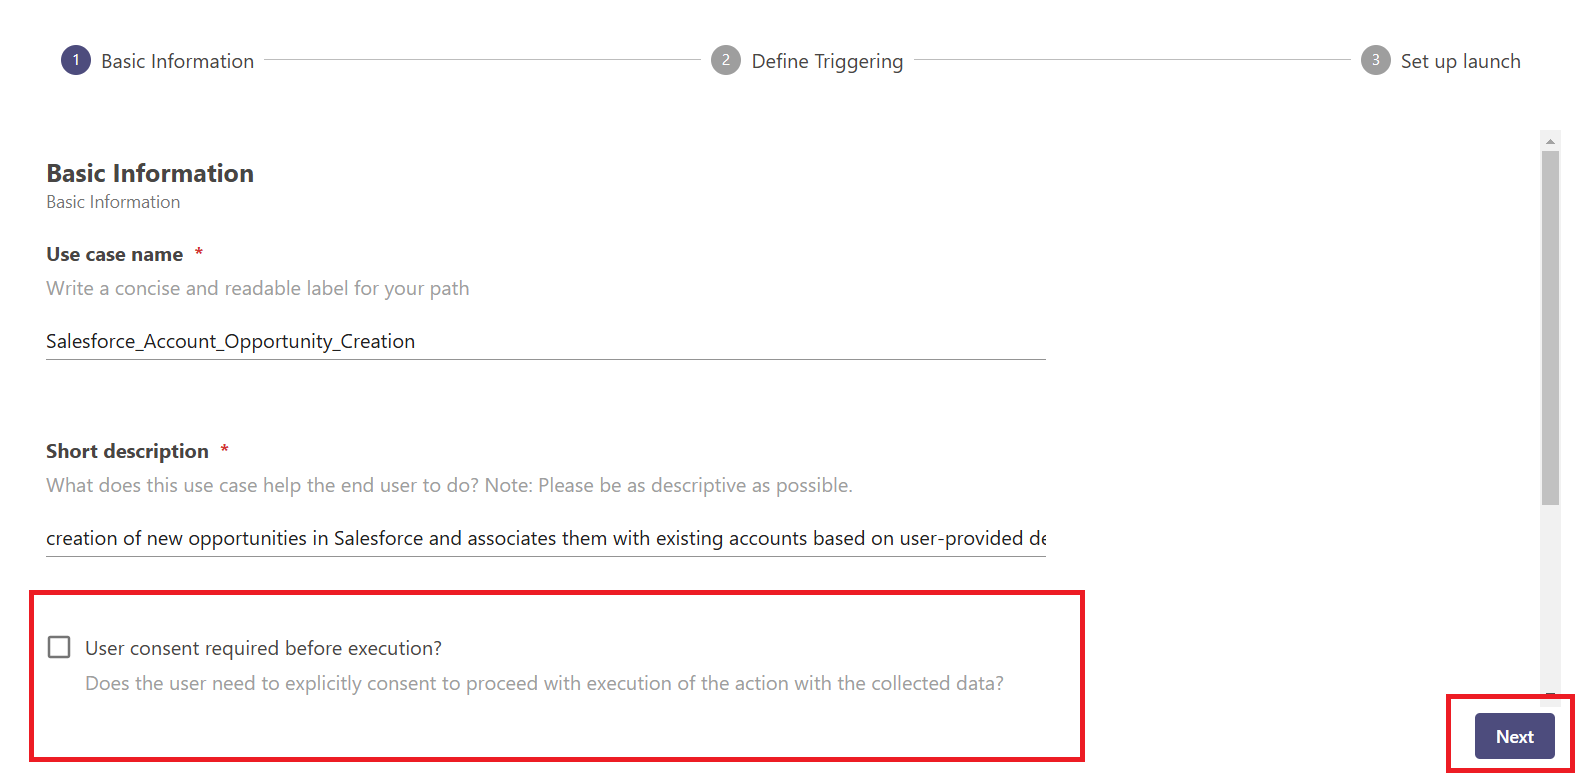 1 Basic Information 2 Define Triggering 3 Set up launch
Basic Information
Basic Information
Use case name *
Write a concise and readable label for your path
Salesforce_Account_Opportunity_Creation
Short description *
What does this use case help the end user to do? Note: Please be as descriptive as possible.
creation of new opportunities in Salesforce and associates them with existing accounts based on user-provided de
User consent required before execution?
Does the user need to explicitly consent to proceed with execution of the action with the collected data?
Next